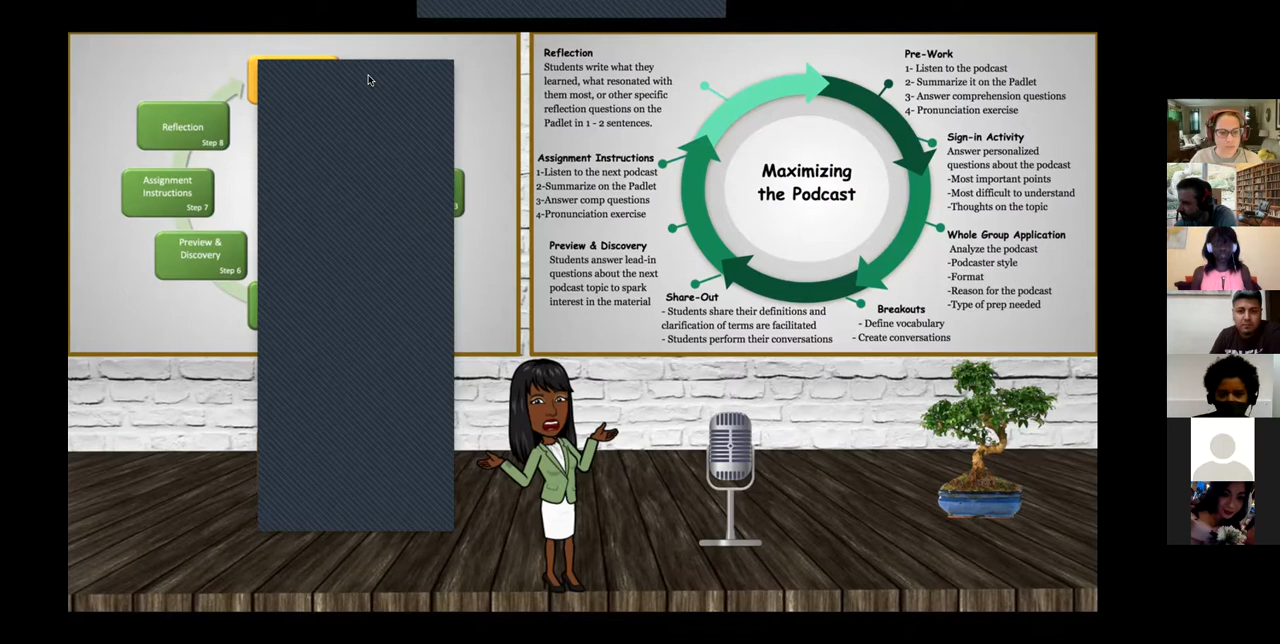 Reflection
Step 8
Assignment
Instructions
Step 7
Preview &
Discovery
Step 6
3
Reflection
Students write what they
learned, what resonated with
them most, or other specific
reflection questions on the
Padlet in 1 - 2 sentences.
Assignment Instructions
1-Listen to the next podcast
2-Summarize on the Padlet
3-Answer comp questions
4-Pronunciation exercise
Preview & Discovery
Students answer lead-in
questions about the next
podcast topic to spark
interest in the material
Maximizing
the Podcast
Pre-Work
1- Listen to the podcast
2- Summarize it on the Padlet
3- Answer comprehension questions
4- Pronunciation exercise
Sign-in Activity
Answer personalized
questions about the podcast
-Most important points
-Most difficult to understand
-Thoughts on the topic
Whole Group Application
Analyze the podcast
-Podcaster style
-Format
-Reason for the podcast
-Type of prep needed
Breakouts
- Define vocabulary
- Create conversations
Share-Out
- Students share their definitions and
clarification of terms are facilitated
- Students perform their conversations